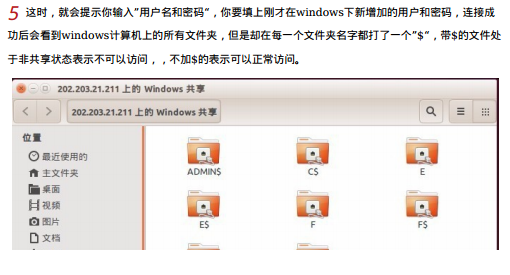 5 这时，就会提示你输入”用户名和密码“，你要填上刚才在windows下新增加的用户和密码，连接成
功后会看到windows计算机上的所有文件夹，但是却在每一个文件夹名字都打了一个”$“，带$的文件处
于非共享状态表示不可以访问，，不加$的表示可以正常访问。
202.203.21.211 上的 Windows 共享
202.203.21.211 上的 Windows 共享
位置
最近使用的
主文件夹
桌面
视频
图片
文档
ADMIN$ C$ E
E$ F F$